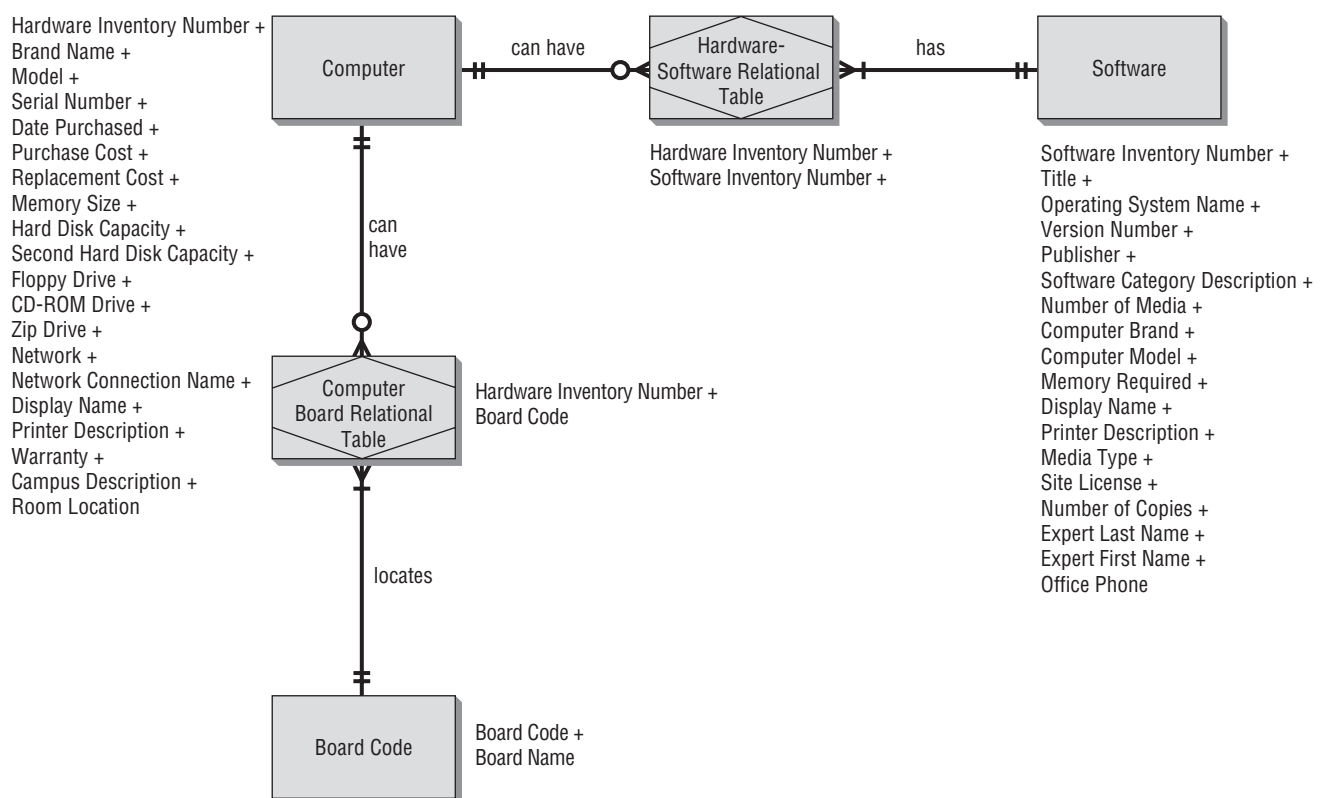 Hardware Inventory Number +
Brand Name +
Model +
Serial Number +
Date Purchased +
Purchase Cost +
Replacement Cost +
Memory Size +
Hard Disk Capacity +
Second Hard Disk Capacity +
Floppy Drive +
CD-ROM Drive +
Zip Drive +
Network +
Network Connection Name +
Display Name +
Printer Description +
Warranty +
Campus Description +
Room Location
Computer
can have
Hardware-
Software Relational
Table
has
Software
Hardware Inventory Number +
Software Inventory Number +
Software Inventory Number +
Title +
Operating System Name +
Version Number +
Publisher +
Software Category Description +
Number of Media +
Computer Brand +
Computer Model +
Memory Required +
Display Name +
Printer Description +
Media Type +
Site License +
Number of Copies +
Expert Last Name +
Expert First Name +
Office Phone
can
have
Computer
Board Relational
Table
Hardware Inventory Number +
Board Code
locates
Board Code
Board Code +
Board Name